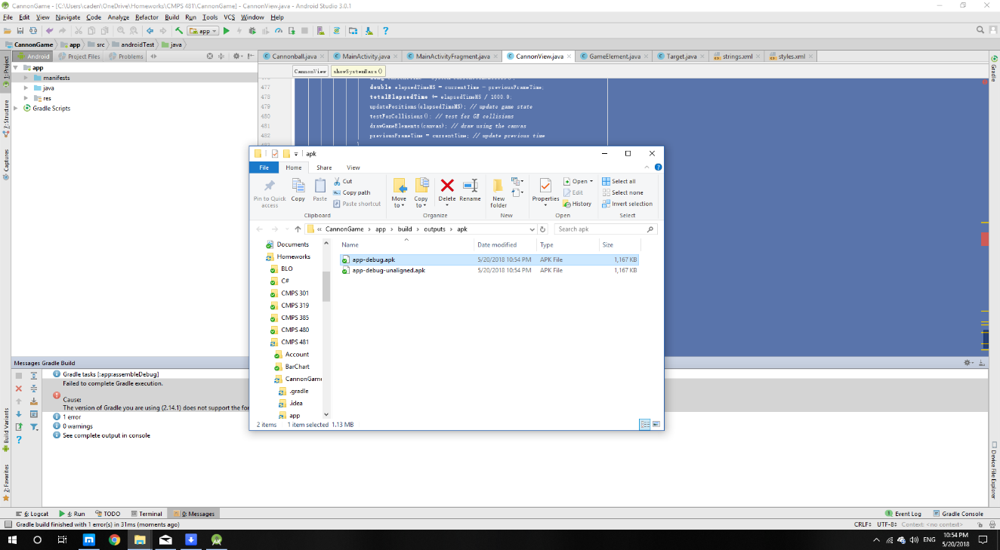 CannonGame - [C:\Users\caden\OneDrive\Homeworks\CMPS 481\CannonGame] - CannonView.java - Android Studio 3.0.1
File Edit View Navigate Code Analyze Refactor Build Run Tools VCS Window Help
app
CannonGame app src androidTest java
Android Project Files Problems
Cannonball.java MainActivity.java MainActivityFragment.java CannonView.java GameElement.java Target.java strings.xml styles.xml
1: Project
7: Structure
Captures
Build Variants
2: Favorites
Gradle
Device File Explorer
app
manifests
java
res
Gradle Scripts
CannonView showSystemBars()
477 double elapsedTimeMS = currentTime - previousFrameTime;
478 totalElapsedTime += elapsedTimeMS / 1000.0;
479 updatePositions(elapsedTimeMS); // update game state
480 testForCollisions(); // test for GE collisions
481 drawGameElements(canvas); // draw using the canvas
482 previousFrameTime = currentTime; // update previous time
apk
File Home Share View
Pin to Quick access
Copy
Paste
Cut
Copy path
Paste shortcut
Clipboard
Move to
Copy to
Delete
Rename
Organize
New folder
New
Properties
Open
Edit
History
Open
Select all
Select none
Invert selection
Select
« CannonGame › app › build › outputs › apk
Search apk
Documents
Homeworks
BLO
C#
CMPS 301
CMPS 319
CMPS 385
CMPS 480
CMPS 481
Account
BarChart
CannonGame
.gradle
.idea
app
Name Date modified Type Size
app-debug.apk 5/20/2018 10:54 PM APK File 1,167 KB
app-debug-unaligned.apk 5/20/2018 10:54 PM APK File 1,167 KB
2 items 1 item selected 1.13 MB
Messages Gradle Build
Gradle tasks [:app:assembleDebug]
Failed to complete Gradle execution.
Cause:
The version of Gradle you are using (2.14.1) does not support the for
1 error
0 warnings
See complete output in console
6: Logcat 4: Run TODO Terminal 0: Messages
1 Event Log Gradle Console
Gradle build finished with 1 error(s) in 31ms (moments ago)
CRLF÷ UTF-8÷ Context: <no context>
ENG
10:54 PM
5/20/2018